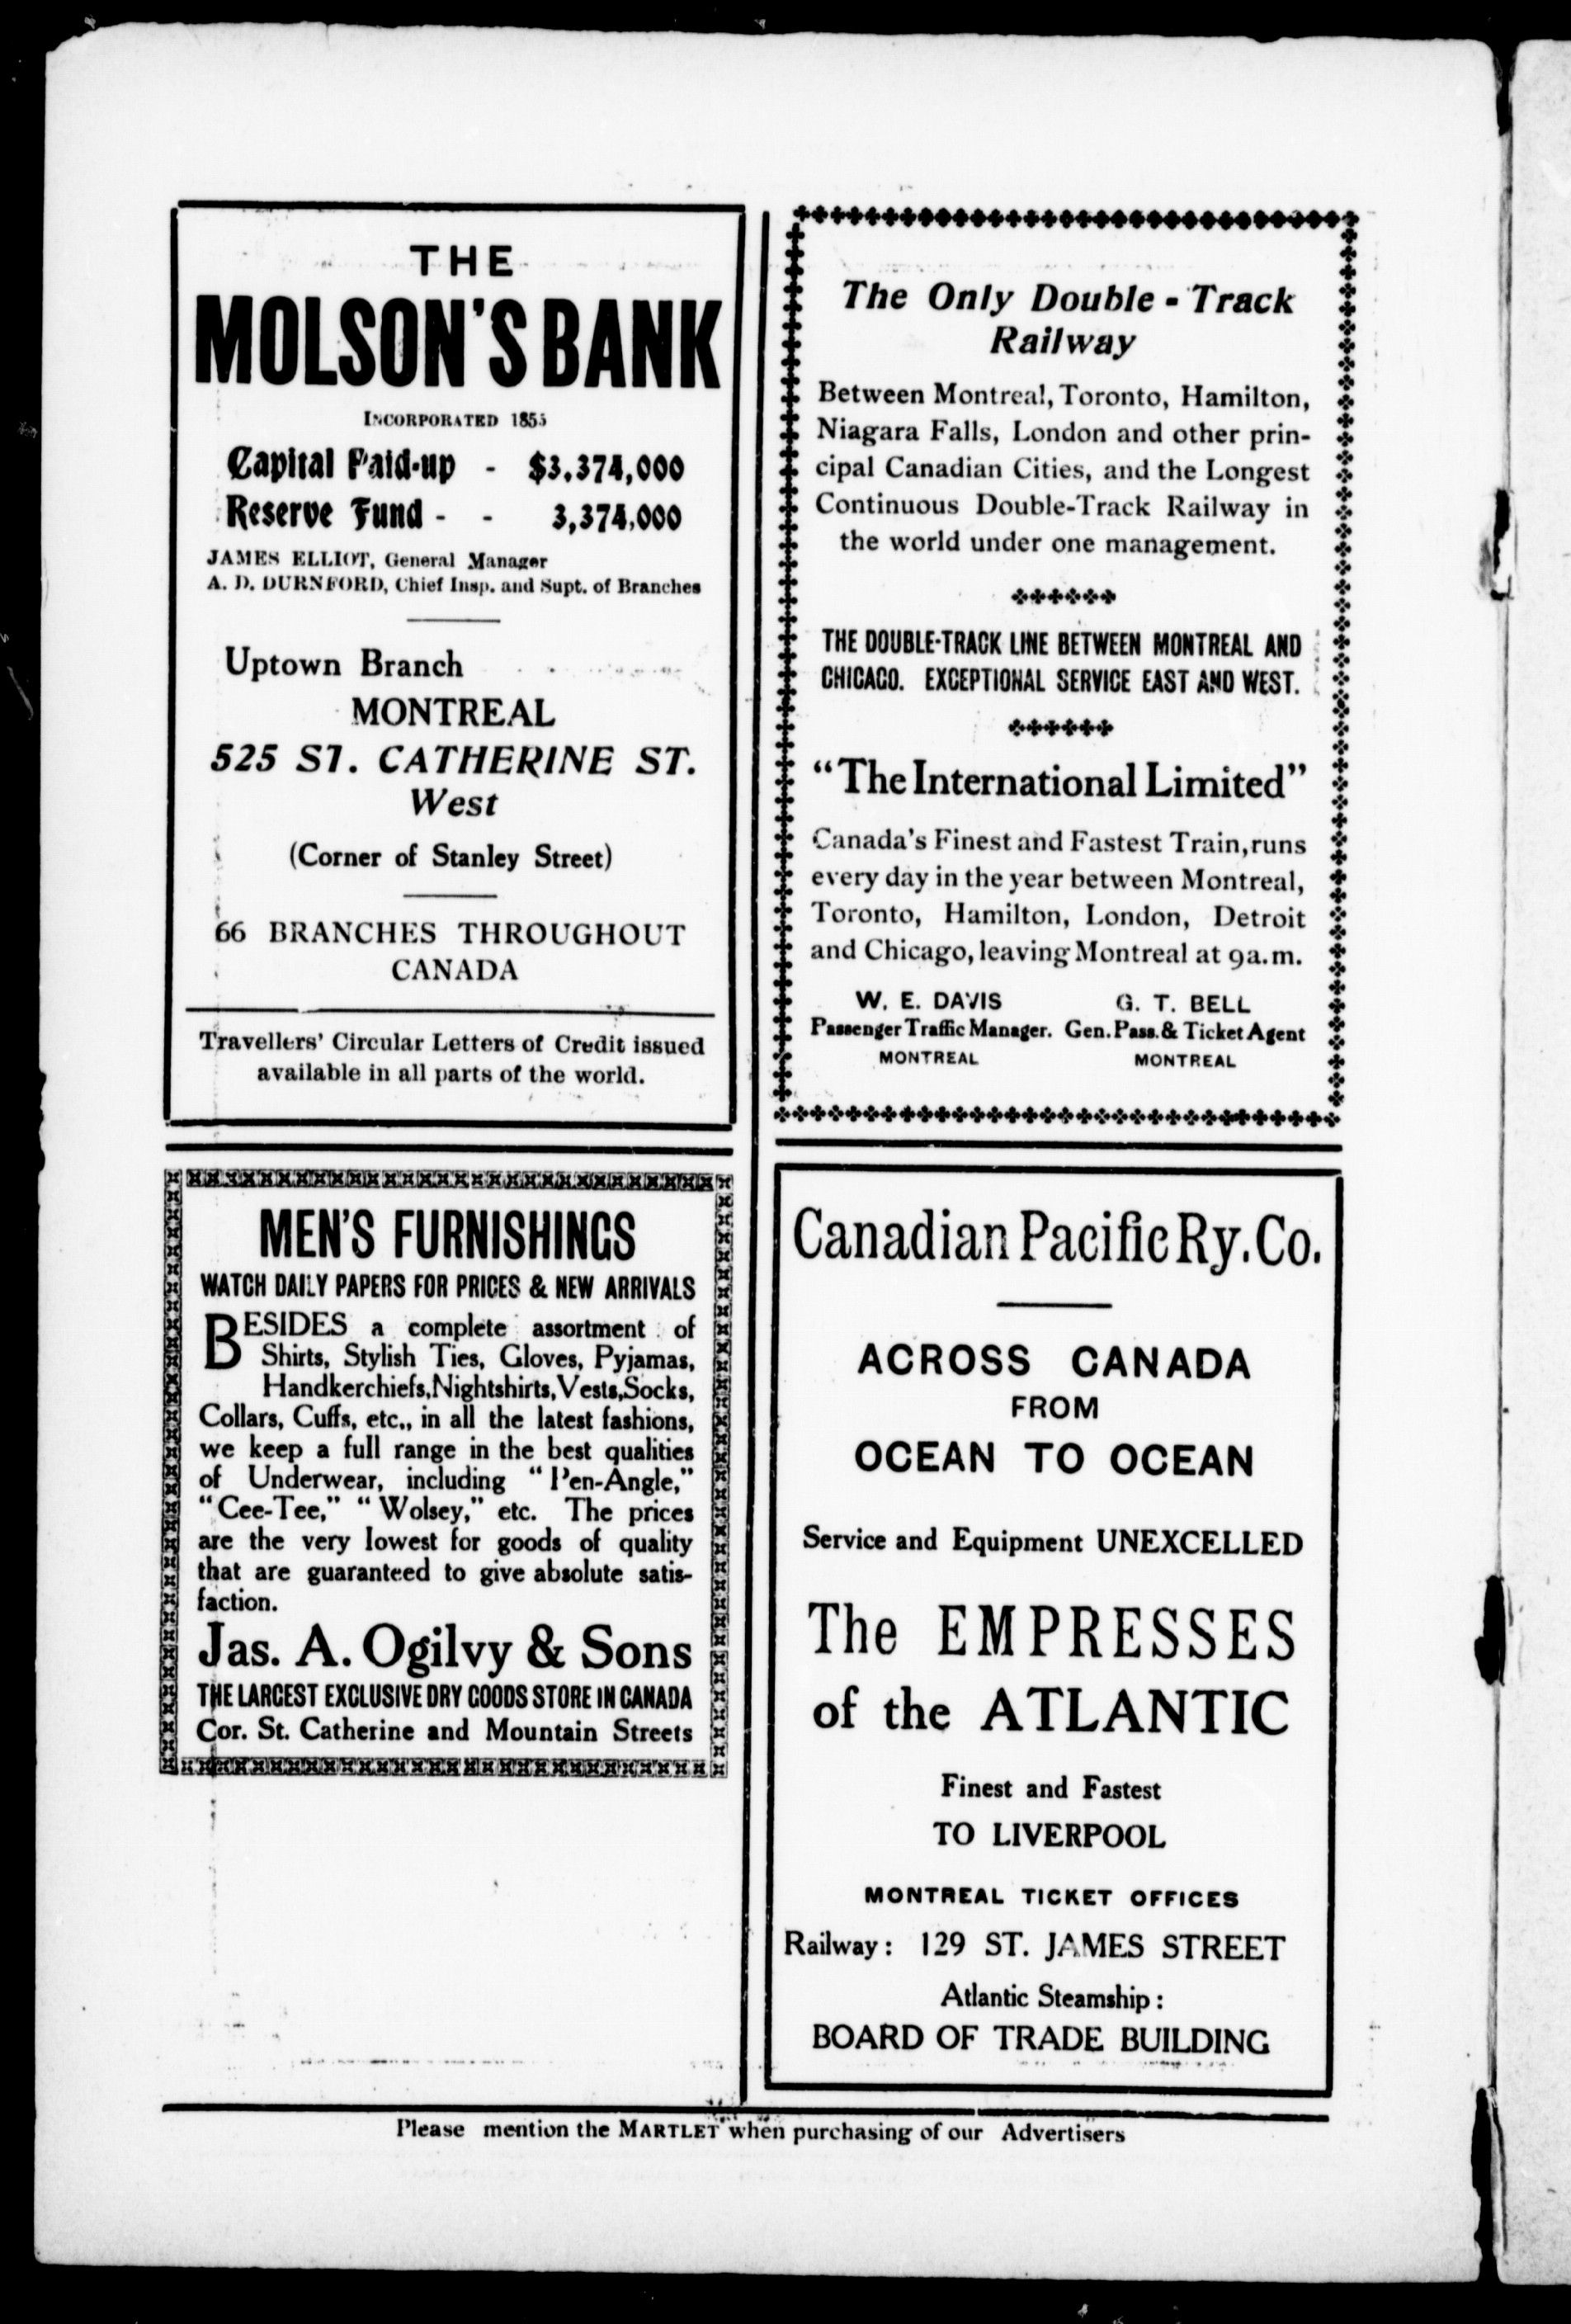 THE
MOLSON'S BANK
INCORPORATED 1855
Capital Paid-up - $3,374,000
Reserve Fund - - 3,374,000
JAMES ELLIOT, General Manager
A. D. DURNFORD, Chief Insp. and Supt. of Branches
Uptown Branch
MONTREAL
525 ST. CATHERINE ST.
West
(Corner of Stanley Street)
66 BRANCHES THROUGHOUT
CANADA
Travellers' Circular Letters of Credit issued
available in all parts of the world.
MEN'S FURNISHINGS
WATCH DAILY PAPERS FOR PRICES & NEW ARRIVALS
BESIDES a complete assortment of
Shirts, Stylish Ties, Gloves, Pyjamas,
Handkerchiefs, Nightshirts, Vests, Socks,
Collars, Cuffs, etc., in all the latest fashions,
we keep a full range in the best qualities
of Underwear, including "Pen-Angle,"
"Cee-Tee," "Wolsey," etc. The prices
are the very lowest for goods of quality
that are guaranteed to give absolute satis-
faction.
Jas. A. Ogilvy & Sons
THE LARGEST EXCLUSIVE DRY GOODS STORE IN CANADA
Cor. St. Catherine and Mountain Streets
The Only Double - Track
Railway
Between Montreal, Toronto, Hamilton,
Niagara Falls, London and other prin-
cipal Canadian Cities, and the Longest
Continuous Double-Track Railway in
the world under one management.
THE DOUBLE-TRACK LINE BETWEEN MONTREAL AND
CHICAGO. EXCEPTIONAL SERVICE EAST AND WEST.
"The International Limited"
Canada's Finest and Fastest Train, runs
every day in the year between Montreal,
Toronto, Hamilton, London, Detroit
and Chicago, leaving Montreal at 9 a.m.
W. E. DAVIS G. T. BELL
Passenger Traffic Manager. Gen. Pass. & Ticket Agent
MONTREAL MONTREAL
Canadian Pacific Ry. Co.
ACROSS CANADA
FROM
OCEAN TO OCEAN
Service and Equipment UNEXCELLED
The EMPRESSES
of the ATLANTIC
Finest and Fastest
TO LIVERPOOL
MONTREAL TICKET OFFICES
Railway: 129 ST. JAMES STREET
Atlantic Steamship:
BOARD OF TRADE BUILDING
Please mention the MARTLET when purchasing of our Advertisers